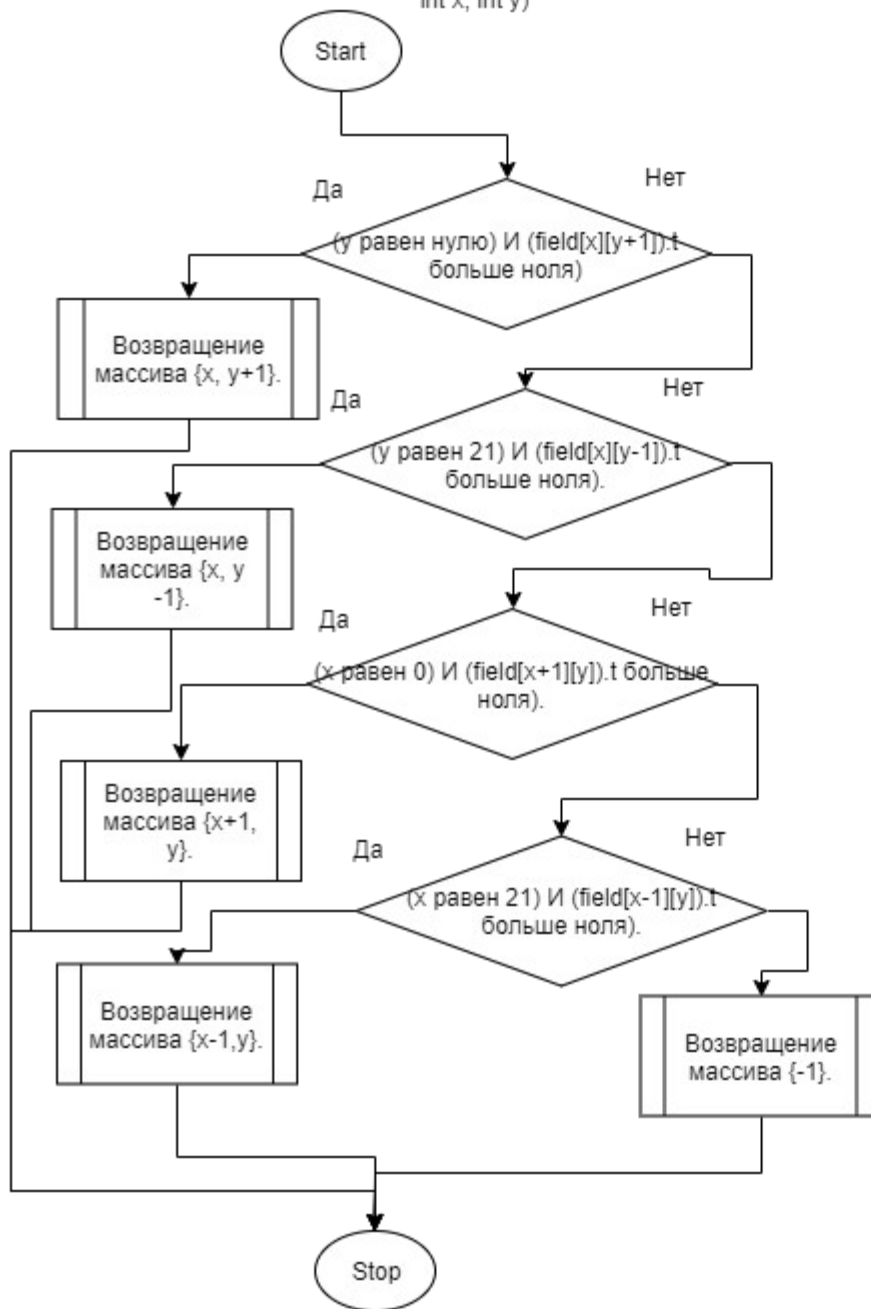 int x, int y)
Start
Да
Нет
(y равен нулю) И (field[x][y+1]).t
больше ноля)
Возвращение
массива {x, y+1}.
Да
Нет
(y равен 21) И (field[x][y-1]).t
больше ноля).
Возвращение
массива {x, y
-1}.
Да
Нет
(x равен 0) И (field[x+1][y]).t больше
ноля).
Возвращение
массива {x+1,
y}.
Да
Нет
(x равен 21) И (field[x-1][y]).t
больше ноля).
Возвращение
массива {x-1,y}.
Возвращение
массива {-1}.
Stop